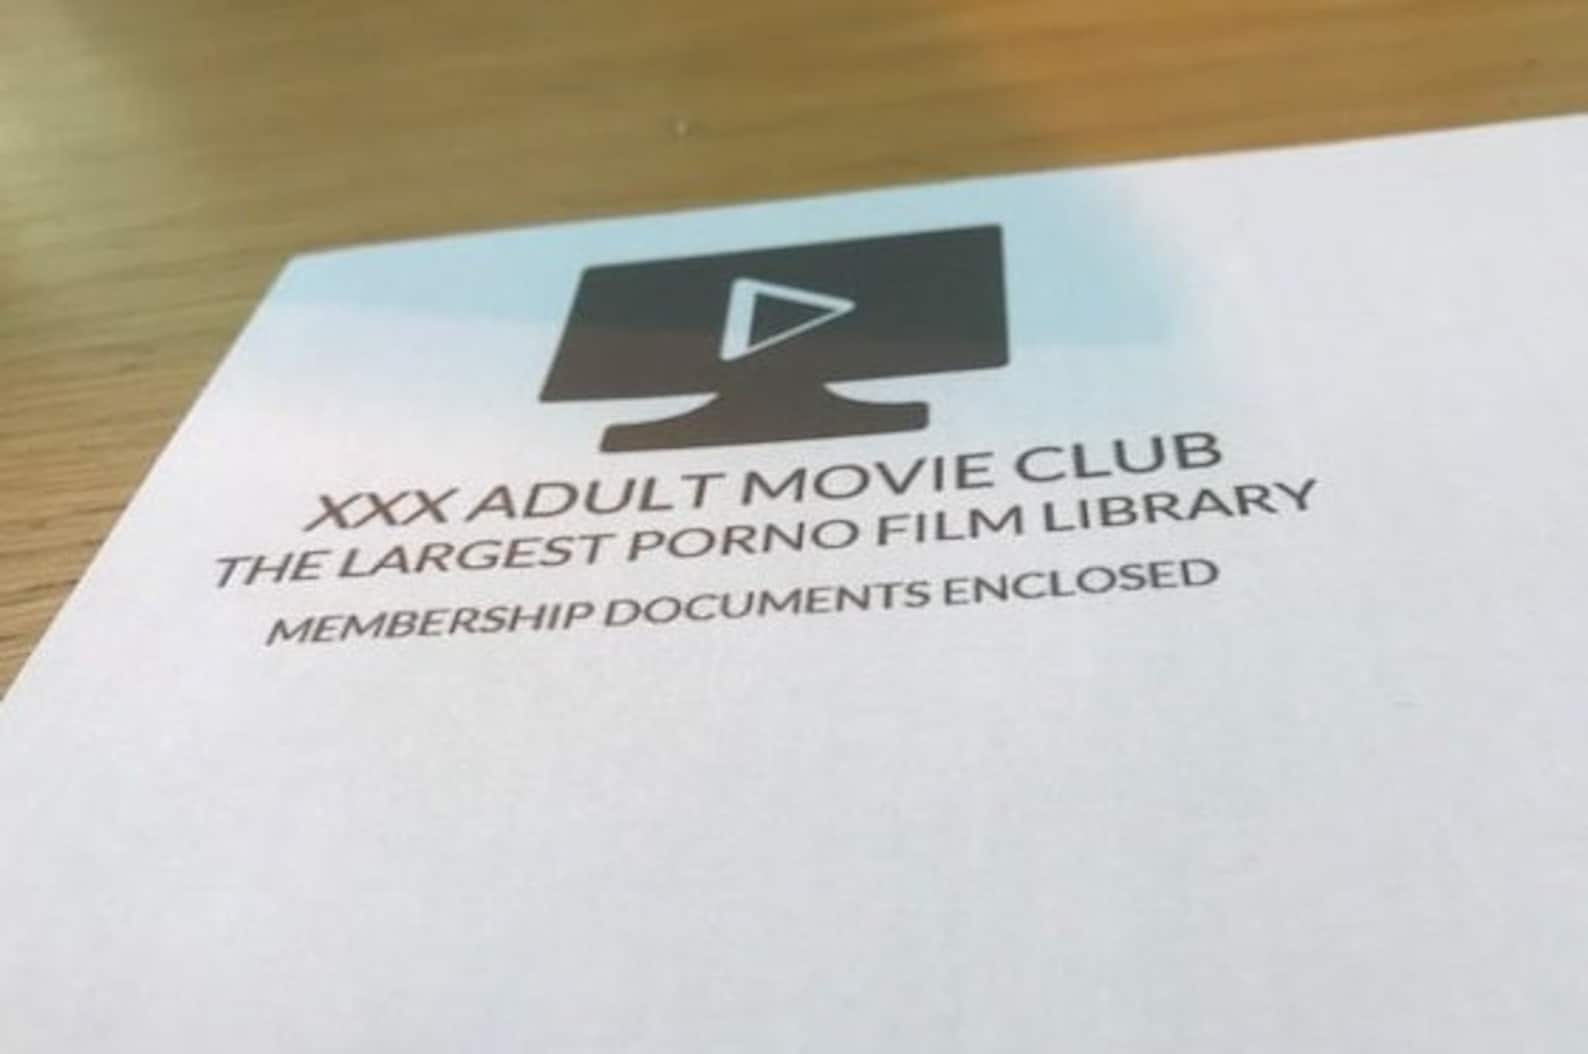 XXX ADULT MOVIE CLUB
THE LARGEST PORNO FILM LIBRARY
MEMBERSHIP DOCUMENTS ENCLOSED